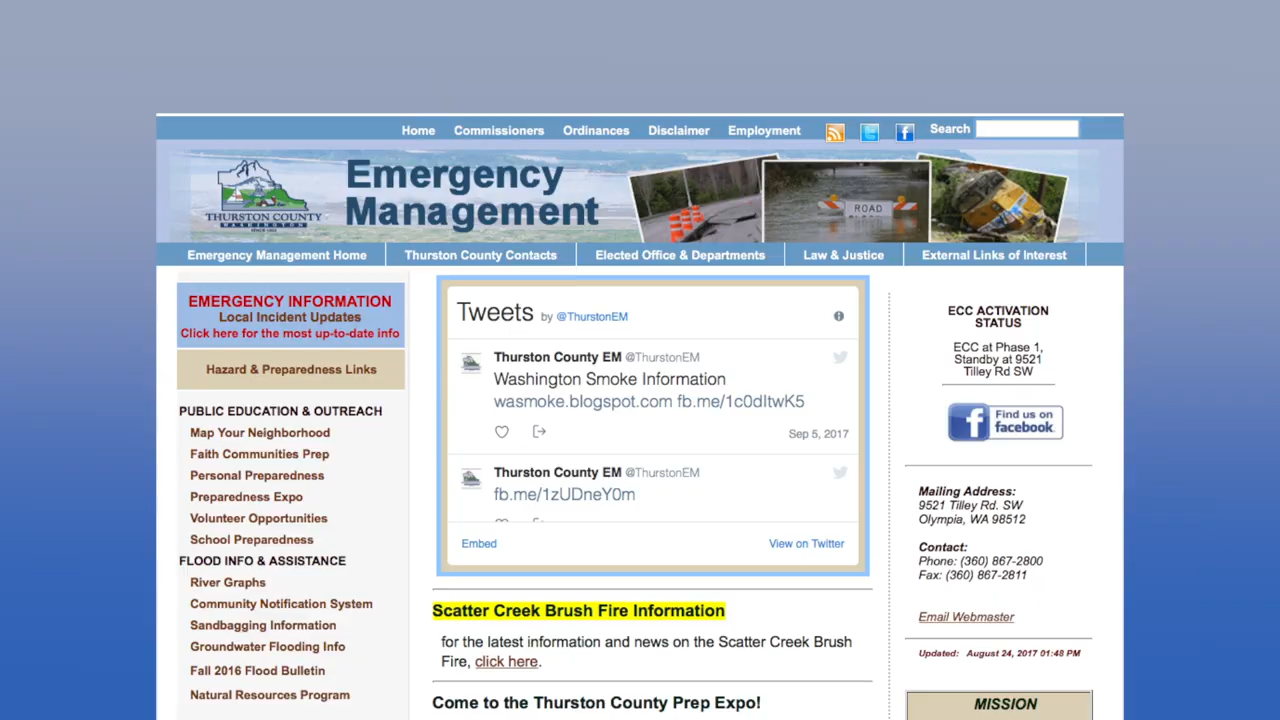 Home Commissioners Ordinances Disclaimer Employment Search
THURSTON COUNTY
WASHINGTON
SINCE 1852
Emergency
Management
ROAD
Emergency Management Home Thurston County Contacts Elected Office & Departments Law & Justice External Links of Interest
EMERGENCY INFORMATION
Local Incident Updates
Click here for the most up-to-date info
Hazard & Preparedness Links
PUBLIC EDUCATION & OUTREACH
Map Your Neighborhood
Faith Communities Prep
Personal Preparedness
Preparedness Expo
Volunteer Opportunities
School Preparedness
FLOOD INFO & ASSISTANCE
River Graphs
Community Notification System
Sandbagging Information
Groundwater Flooding Info
Fall 2016 Flood Bulletin
Natural Resources Program
Tweets by @ThurstonEM
Thurston County EM @ThurstonEM
Washington Smoke Information
wasmoke.blogspot.com fb.me/1c0dItwK5
Sep 5, 2017
Thurston County EM @ThurstonEM
fb.me/1zUDneY0m
Embed View on Twitter
Scatter Creek Brush Fire Information
for the latest information and news on the Scatter Creek Brush
Fire, click here.
Come to the Thurston County Prep Expo!
ECC ACTIVATION
STATUS
ECC at Phase 1,
Standby at 9521
Tilley Rd SW
Find us on
facebook
Mailing Address:
9521 Tilley Rd. SW
Olympia, WA 98512
Contact:
Phone: (360) 867-2800
Fax: (360) 867-2811
Email Webmaster
Updated: August 24, 2017 01:48 PM
MISSION